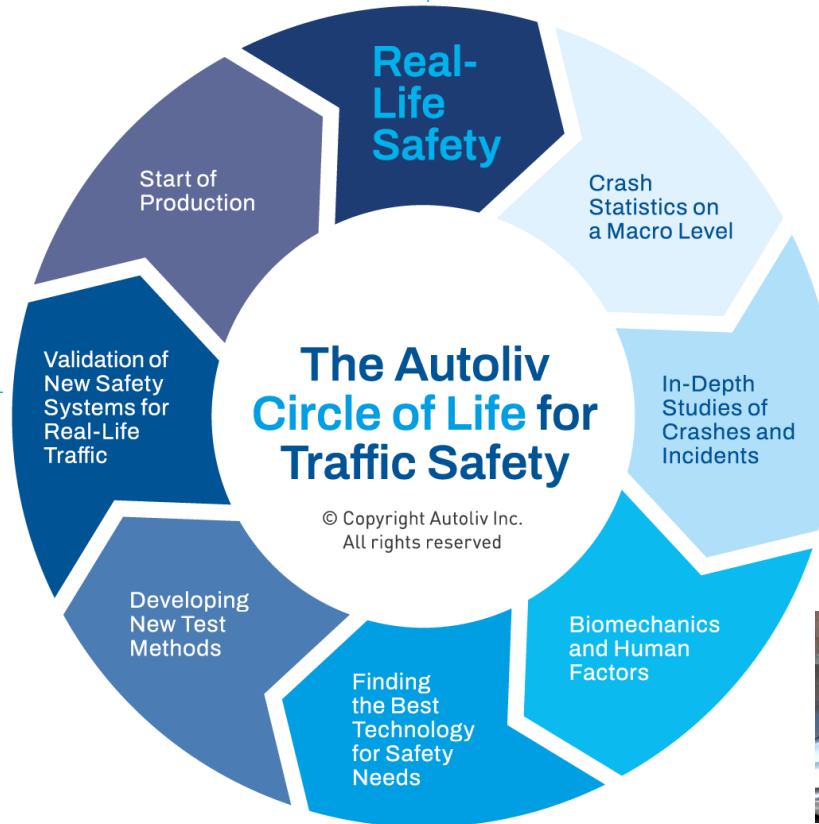 Real-
Life
Safety
Crash
Statistics on
a Macro Level
In-Depth
Studies of
Crashes and
Incidents
Biomechanics
and Human
Factors
Finding
the Best
Technology
for Safety
Needs
Developing
New Test
Methods
Validation of
New Safety
Systems for
Real-Life
Traffic
Start of
Production
The Autoliv
Circle of Life for
Traffic Safety
© Copyright Autoliv Inc.
All rights reserved